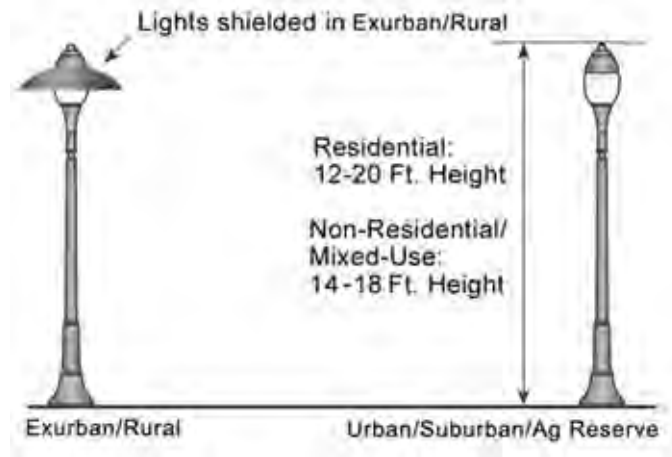 Lights shielded in Exurban/Rural
Residential:
12-20 Ft. Height
Non-Residential/
Mixed-Use:
14-18 Ft. Height
Exurban/Rural
Urban/Suburban/Ag Reserve